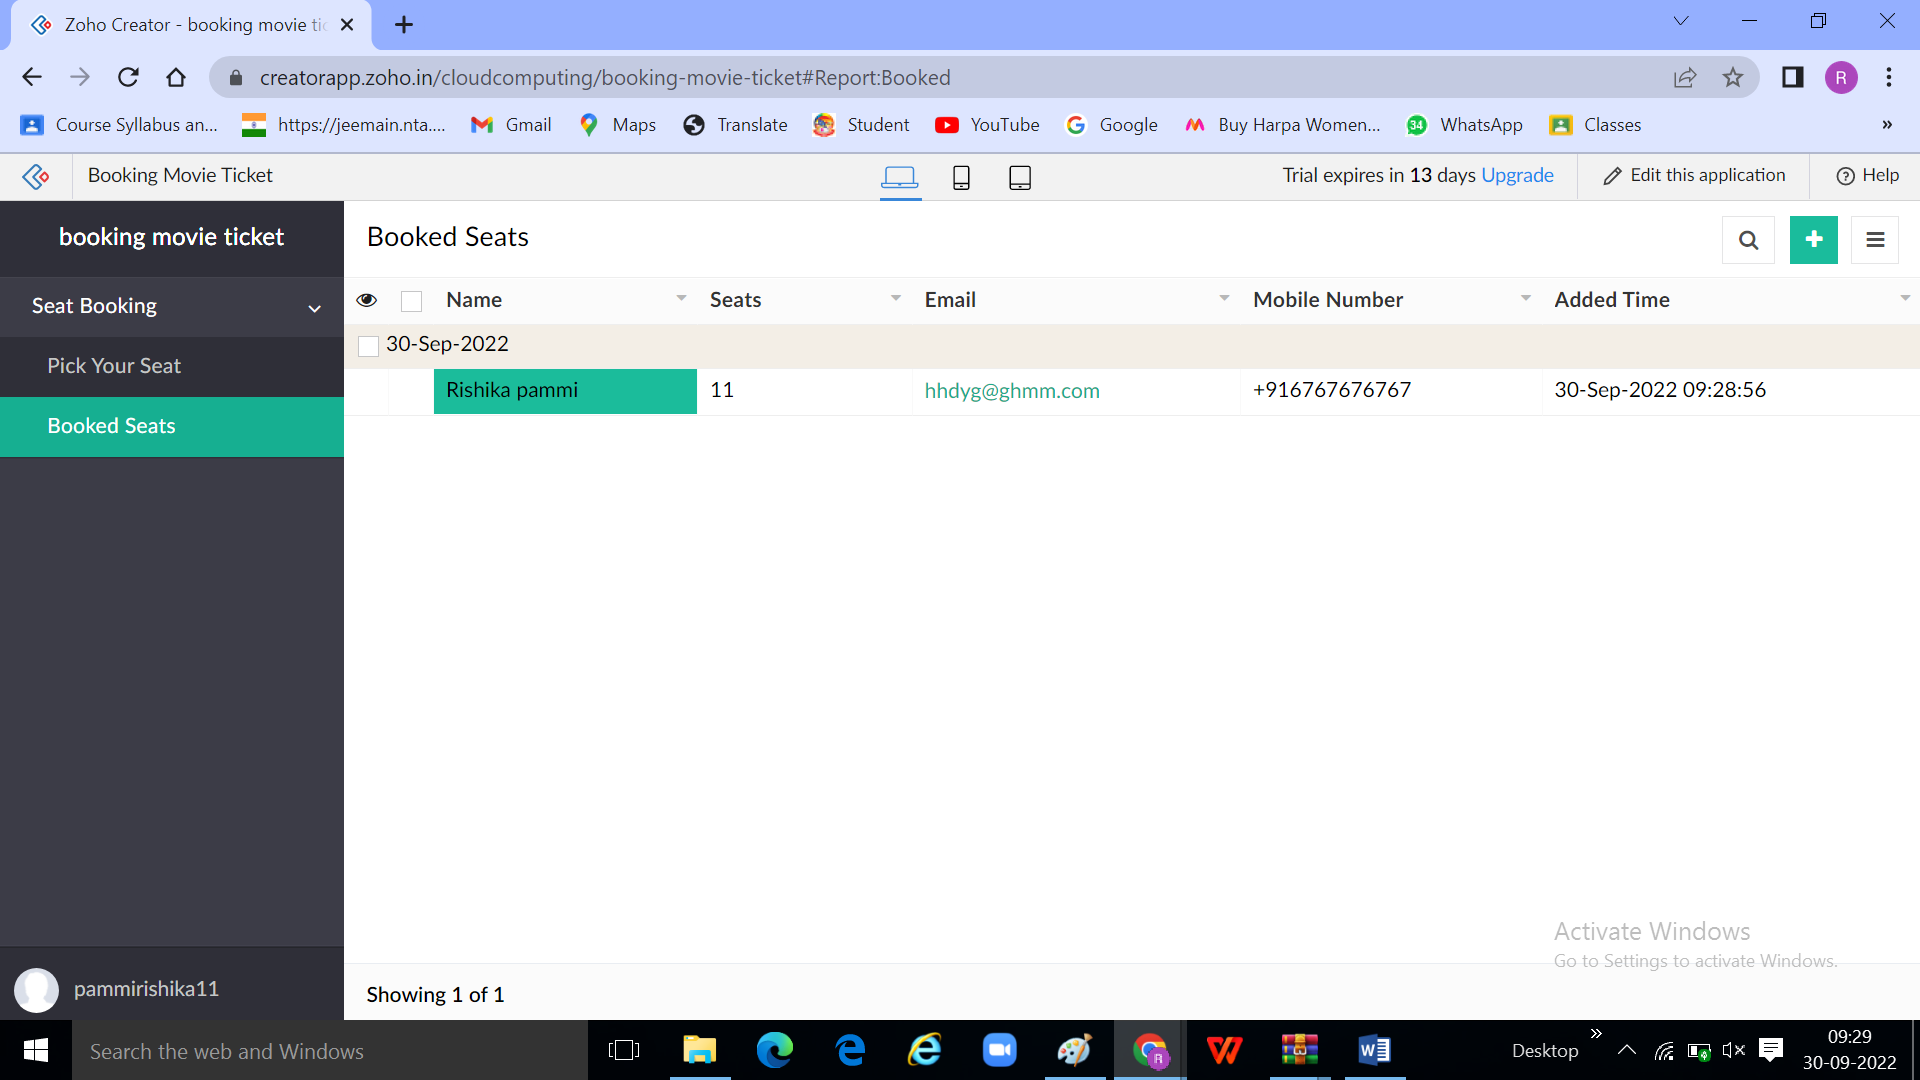 Zoho Creator - booking movie tic
creatorapp.zoho.in/cloudcomputing/booking-movie-ticket#Report:Booked
R
Course Syllabus an...
https://jeemain.nta....
Gmail
Maps
Translate
Student
YouTube
Google
Buy Harpa Women...
34
WhatsApp
Classes
»
Booking Movie Ticket
Trial expires in 13 days Upgrade
Edit this application
Help
booking movie ticket
Seat Booking
Pick Your Seat
Booked Seats
pammirishika11
Booked Seats
Name
Seats
Email
Mobile Number
Added Time
30-Sep-2022
Rishika pammi
11
hhdyg@ghmm.com
+916767676767
30-Sep-2022 09:28:56
Activate Windows
Go to Settings to activate Windows.
Showing 1 of 1
Search the web and Windows
R
Desktop
»
09:29
30-09-2022